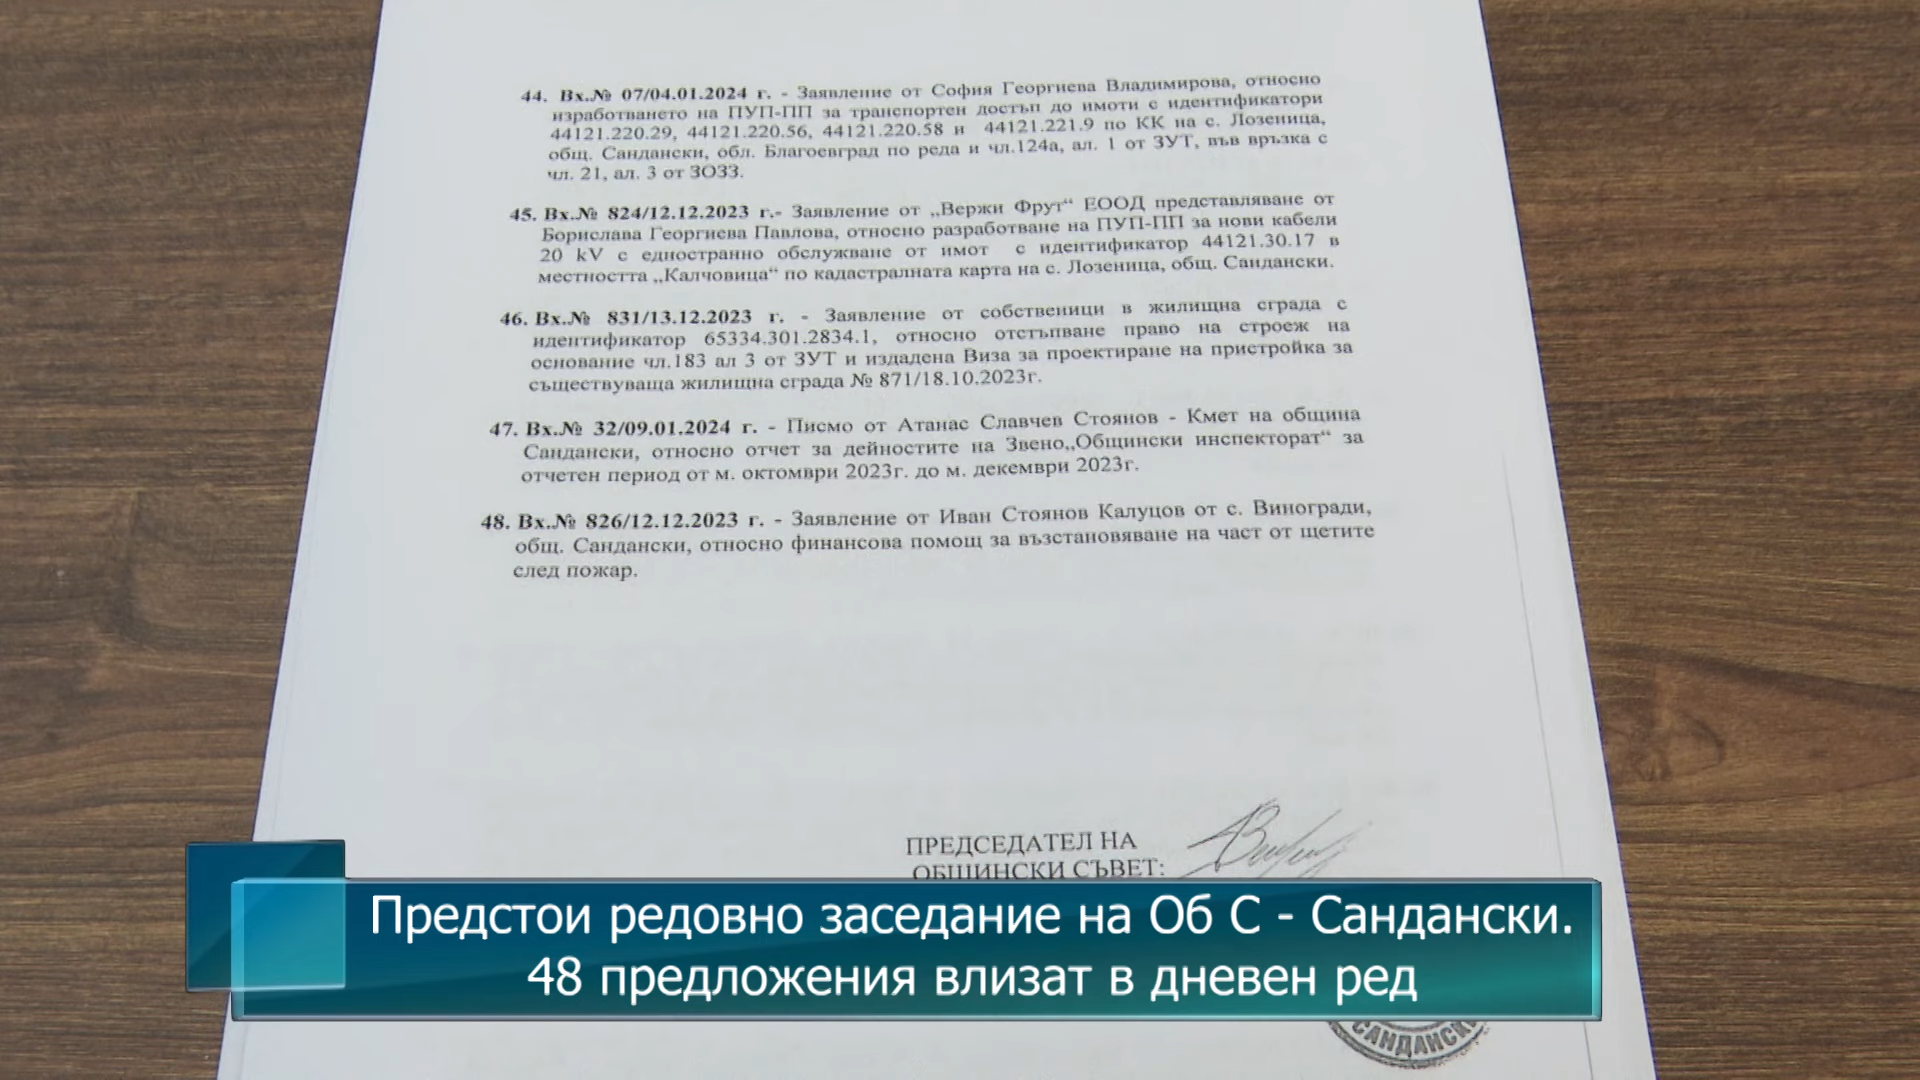 44. Вх.№ 07/04.01.2024 г. - Заявление от София Георгиева Владимирова, относно
изработването на ПУП-ПП за транспортен достъп до имоти с идентификатори
44121.220.29, 44121.220.56, 44121.220.58 и 44121.221.9 по КК на с. Лозеница,
общ. Сандански, обл. Благоевград по реда и чл.124а, ал. 1 от ЗУТ, във връзка с
чл. 21, ал. 3 от ЗОЗЗ.
45. Вх.№ 824/12.12.2023 г.- Заявление от „Вержи Фрут“ ЕООД представляване от
Борислава Георгиева Павлова, относно разработване на ПУП-ПП за нови кабели
20 kV с едностранно обслужване от имот с идентификатор 44121.30.17 в
местността „Калчовица“ по кадастралната карта на с. Лозеница, общ. Сандански.
46. Вх.№ 831/13.12.2023 г. - Заявление от собственици в жилищна сграда с
идентификатор 65334.301.2834.1, относно отстъпване право на строеж на
основание чл.183 ал 3 от ЗУТ и издадена Виза за проектиране на пристройка за
съществуваща жилищна сграда № 871/18.10.2023г.
47. Вх.№ 32/09.01.2024 г. - Писмо от Атанас Славчев Стоянов - Кмет на община
Сандански, относно отчет за дейностите на Звено„Общински инспекторат“ за
отчетен период от м. октомври 2023г. до м. декември 2023г.
48. Вх.№ 826/12.12.2023 г. - Заявление от Иван Стоянов Калуцов от с. Виногради,
общ. Сандански, относно финансова помощ за възстановяване на част от щетите
след пожар.
ПРЕДСЕДАТЕЛ НА
ОБЩИНСКИ СЪВЕТ:
Предстои редовно заседание на Об С - Сандански.
48 предложения влизат в дневен ред
САНДАНСКИ